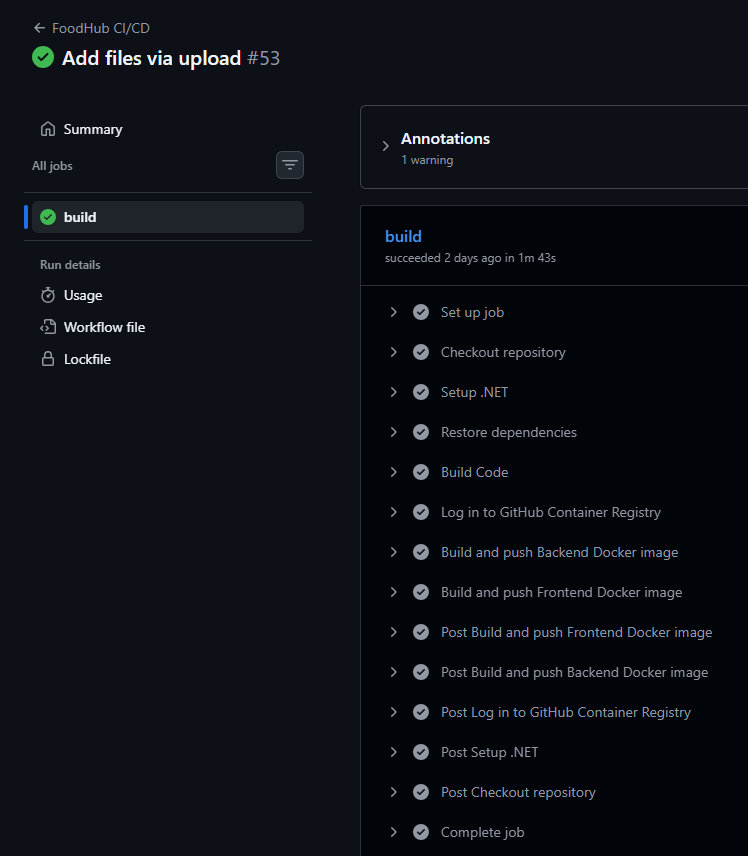 FoodHub CI/CD
Add files via upload #53
Summary
All jobs
build
Run details
Usage
Workflow file
Lockfile
Annotations
1 warning
build
succeeded 2 days ago in 1m 43s
Set up job
Checkout repository
Setup .NET
Restore dependencies
Build Code
Log in to GitHub Container Registry
Build and push Backend Docker image
Build and push Frontend Docker image
Post Build and push Frontend Docker image
Post Build and push Backend Docker image
Post Log in to GitHub Container Registry
Post Setup .NET
Post Checkout repository
Complete job